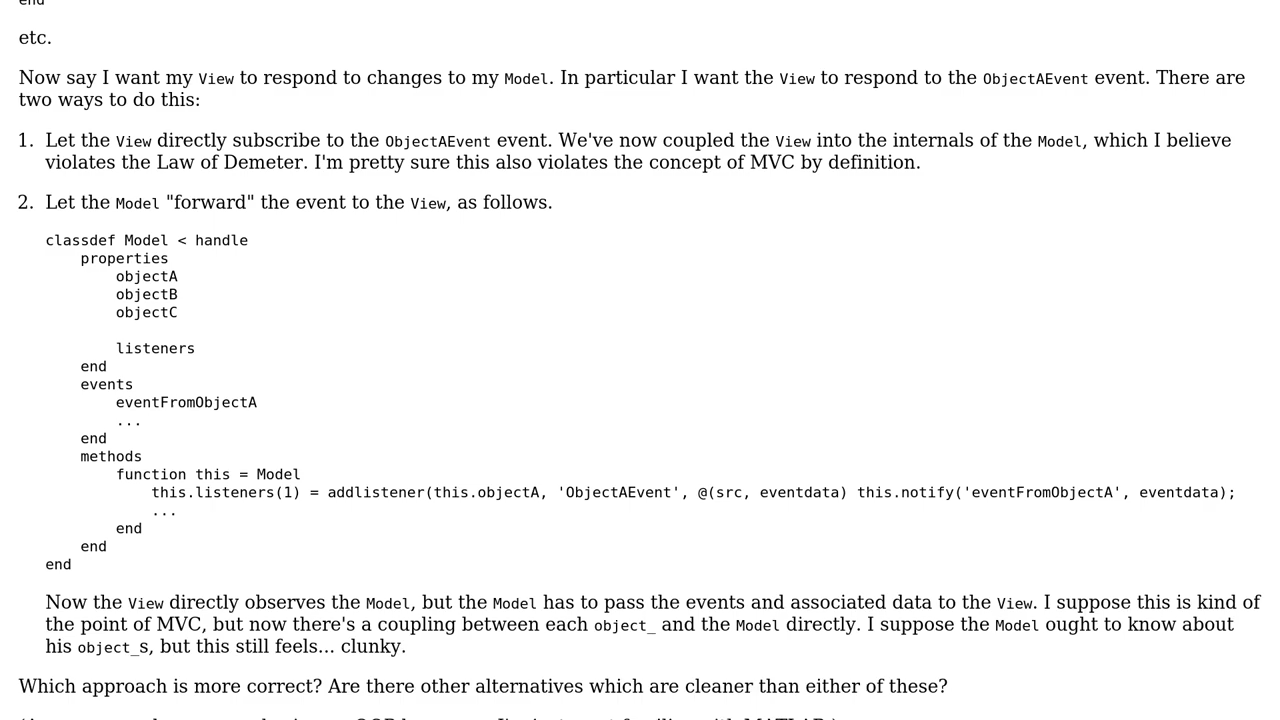 end
etc.
Now say I want my View to respond to changes to my Model. In particular I want the View to respond to the ObjectAEvent event. There are
two ways to do this:
1. Let the View directly subscribe to the ObjectAEvent event. We've now coupled the View into the internals of the Model, which I believe
violates the Law of Demeter. I'm pretty sure this also violates the concept of MVC by definition.
2. Let the Model "forward" the event to the View, as follows.
classdef Model < handle
    properties
        objectA
        objectB
        objectC

        listeners
    end
    events
        eventFromObjectA
        ...
    end
    methods
        function this = Model
            this.listeners(1) = addlistener(this.objectA, 'ObjectAEvent', @(src, eventdata) this.notify('eventFromObjectA', eventdata);
            ...
        end
    end
end
Now the View directly observes the Model, but the Model has to pass the events and associated data to the View. I suppose this is kind of
the point of MVC, but now there's a coupling between each object_ and the Model directly. I suppose the Model ought to know about
his object_s, but this still feels... clunky.
Which approach is more correct? Are there other alternatives which are cleaner than either of these?